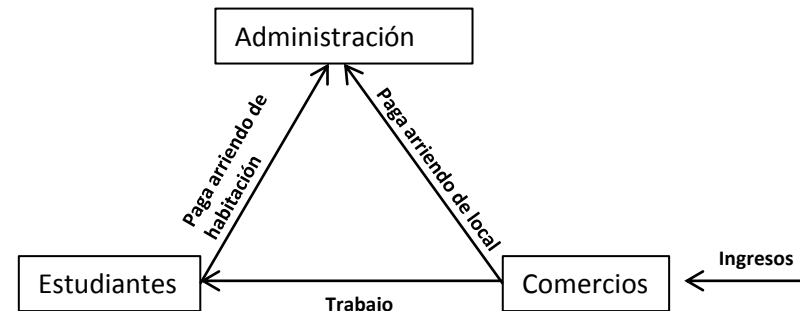 Administración
Paga arriendo de
habitación
Paga arriendo de local
Estudiantes
Trabajo
Comercios
Ingresos